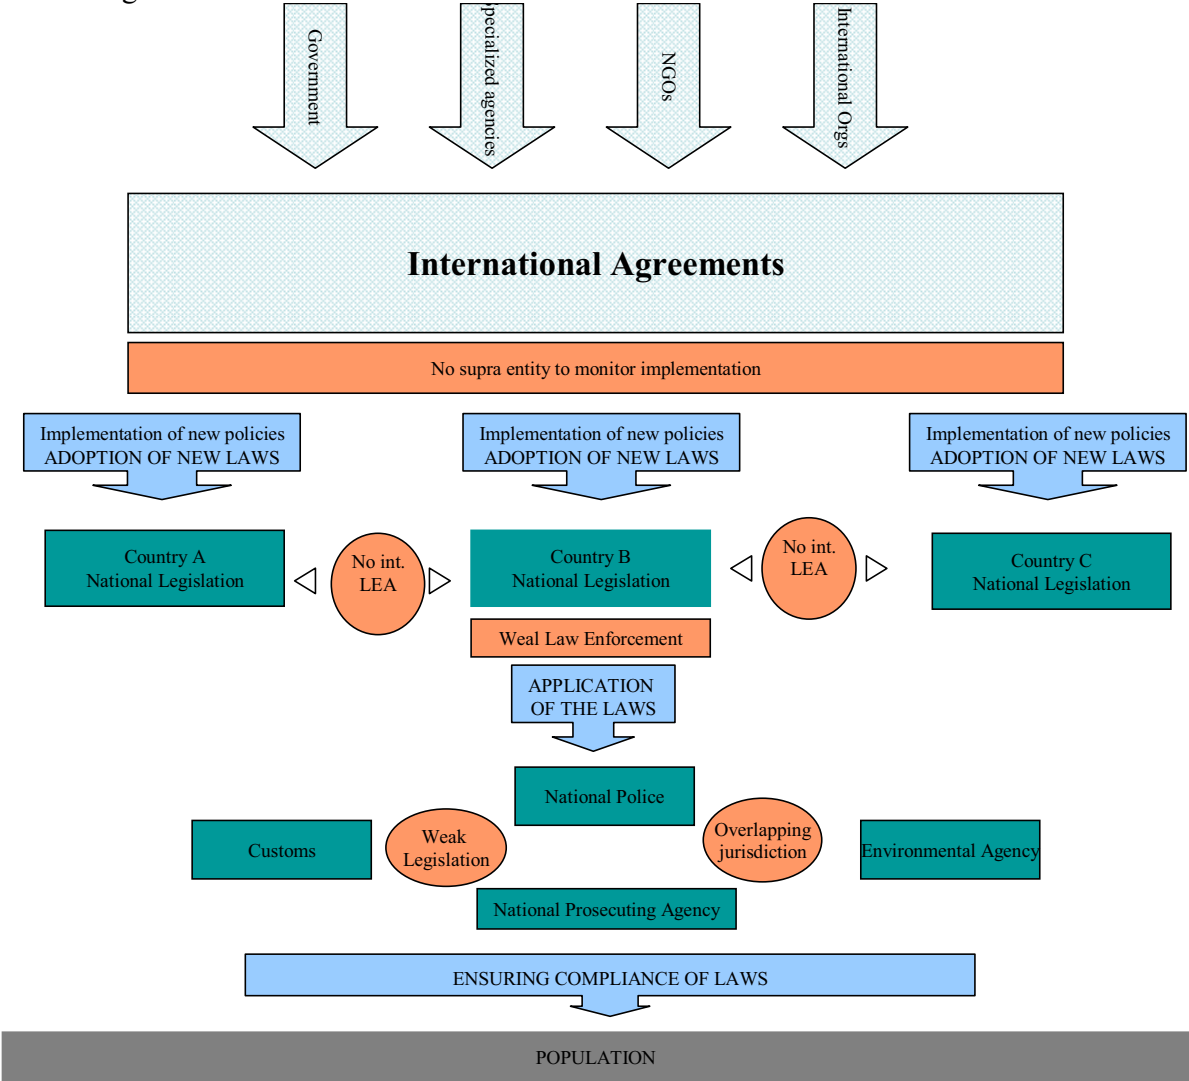 Government
Specialized agencies
NGOs
International Orgs
International Agreements
No supra entity to monitor implementation
Implementation of new policies
ADOPTION OF NEW LAWS
Implementation of new policies
ADOPTION OF NEW LAWS
Implementation of new policies
ADOPTION OF NEW LAWS
Country A
National Legislation
No int.
LEA
Country B
National Legislation
No int.
LEA
Country C
National Legislation
Weal Law Enforcement
APPLICATION
OF THE LAWS
National Police
Customs
Weak
Legislation
Overlapping
jurisdiction
Environmental Agency
National Prosecuting Agency
ENSURING COMPLIANCE OF LAWS
POPULATION